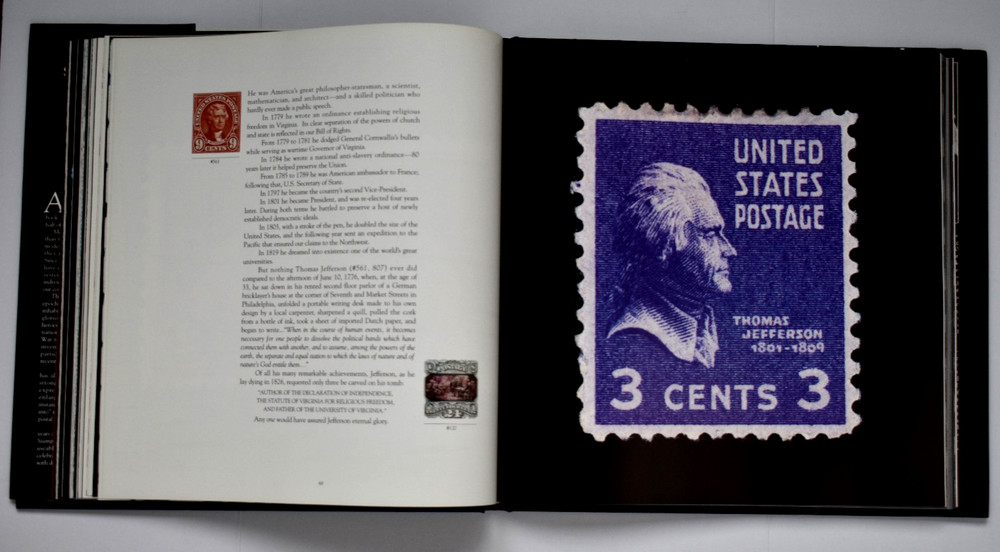 UNITED STATES POSTAGE
9 CENTS 9
#561
He was America's great philosopher-statesman, a scientist,
mathematician, and architect—and a skilled politician who
hardly ever made a public speech.
In 1778 he wrote an ordinance establishing religious
freedom in Virginia. Its clear separation of the powers of church
and state is reflected in our Bill of Rights.
From 1779 to 1781 he dodged General Cornwallis's bullets
while serving as wartime Governor of Virginia.
In 1784 he wrote a national anti-slavery ordinance—80
years later it helped preserve the Union.
From 1785 to 1789 he was American ambassador to France;
following that, U.S. Secretary of State.
In 1797 he became the country's second Vice-President.
In 1801 he became President, and was re-elected four years
later. During both terms he battled to preserve a host of newly
established democratic ideals.
In 1803, with a stroke of the pen, he doubled the size of the
United States, and the following year sent an expedition to the
Pacific that ensured our claims to the Northwest.
In 1819 he dreamed into existence one of the world's great
universities.
But nothing Thomas Jefferson (#561, 807) ever did
compared to the afternoon of June 10, 1776, when, at the age of
33, he sat down in his rented second floor parlor of a German
bricklayer's house at the corner of Seventh and Market Streets in
Philadelphia, unfolded a portable writing desk made to his own
design by a local carpenter, sharpened a quill, pulled the cork
from a bottle of ink, took a sheet of imported Dutch paper, and
began to write..."When in the course of human events, it becomes
necessary for one people to dissolve the political bands which have
connected them with another, and to assume, among the powers of the
earth, the separate and equal station to which the laws of nature and of
nature's God entitle them..."
Of all his many remarkable achievements, Jefferson, as he
lay dying in 1826, requested only three be carved on his tomb:
"AUTHOR OF THE DECLARATION OF INDEPENDENCE,
THE STATUTE OF VIRGINIA FOR RELIGIOUS FREEDOM,
AND FATHER OF THE UNIVERSITY OF VIRGINIA."
Any one would have assured Jefferson eternal glory.
24
#120
UNITED
STATES
POSTAGE
THOMAS
JEFFERSON
1801-1809
3 CENTS 3